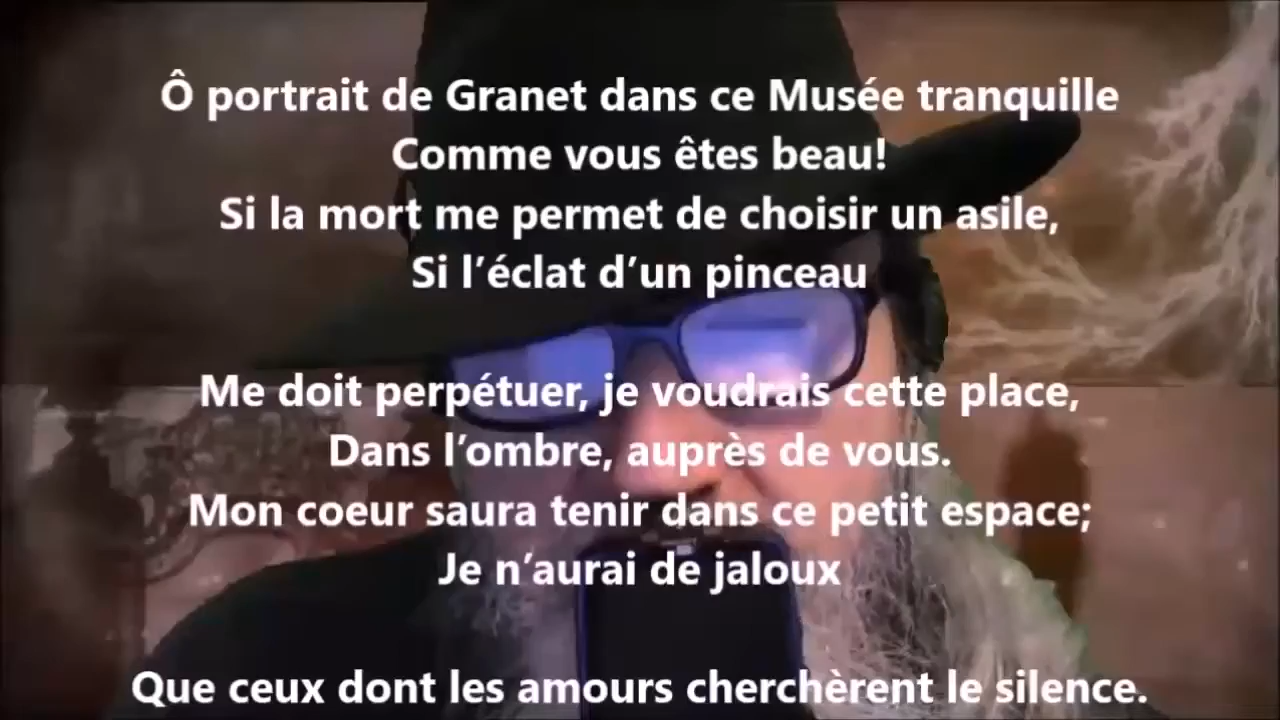 Ô portrait de Granet dans ce Musée tranquille
Comme vous êtes beau!
Si la mort me permet de choisir un asile,
Si l’éclat d’un pinceau
Me doit perpétuer, je voudrais cette place,
Dans l’ombre, auprès de vous.
Mon coeur saura tenir dans ce petit espace;
Je n’aurai de jaloux
Que ceux dont les amours cherchèrent le silence.